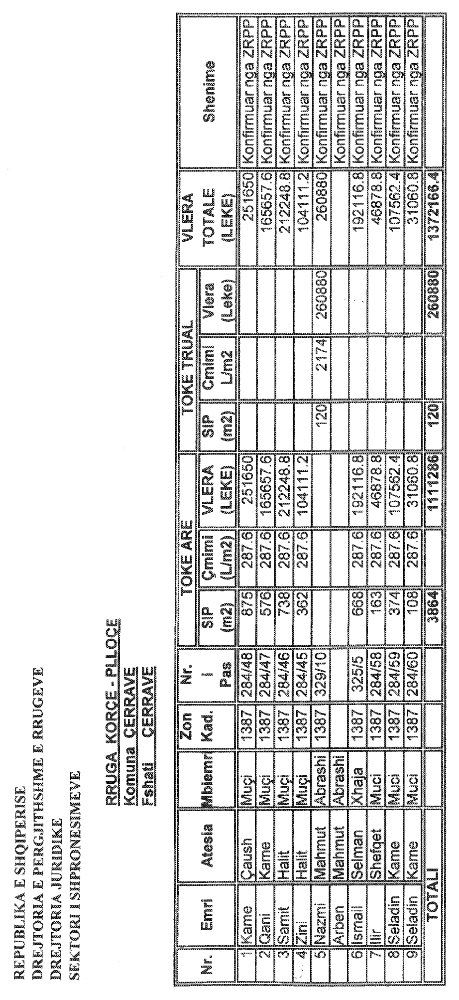 REPUBLIKA E SHQIPERISE
DREJTORIA E PERGJITHSHME E RRUGEVE
DREJTORIA JURIDIKE
SEKTORI I SHPRONESIMEVE
RRUGA KORÇE - PLLOÇE
Komuna ÇERRAVE
Fshati ÇERRAVE
Nr. Emri Atesia Mbiemri Zon Kad. Nr. i Pas TOKE ARE TOKE TRUAL VLERA TOTALE (LEKE) Shenime
SIP (m2) Çmimi (L/m2) VLERA (LEKE) SIP (m2) Cmimi L/m2 Vlera (Leke)
1 Kame Çaush Muçi 1387 284/48 875 287.6 251650 251650 Konfirmuar nga ZRPP
2 Qani Kame Muçi 1387 284/47 576 287.6 165657.6 165657.6 Konfirmuar nga ZRPP
3 Samit Halit Muçi 1387 284/46 738 287.6 212248.8 212248.8 Konfirmuar nga ZRPP
4 Zini Halit Muçi 1387 284/45 362 287.6 104111.2 104111.2 Konfirmuar nga ZRPP
5 Nazmi Mahmut Abrashi 1387 329/10 120 2174 260880 260880 Konfirmuar nga ZRPP
Arben Mahmut Abrashi Konfirmuar nga ZRPP
6 Ismail Selman Xhaja 1387 325/5 668 287.6 192116.8 192116.8 Konfirmuar nga ZRPP
7 Ilir Shefqet Muci 1387 284/58 163 287.6 46878.8 46878.8 Konfirmuar nga ZRPP
8 Seladin Kame Muci 1387 284/59 374 287.6 107562.4 107562.4 Konfirmuar nga ZRPP
9 Seladin Kame Muci 1387 284/60 108 287.6 31060.8 31060.8 Konfirmuar nga ZRPP
TOTALI 3864 1111286 120 260880 1372166.4